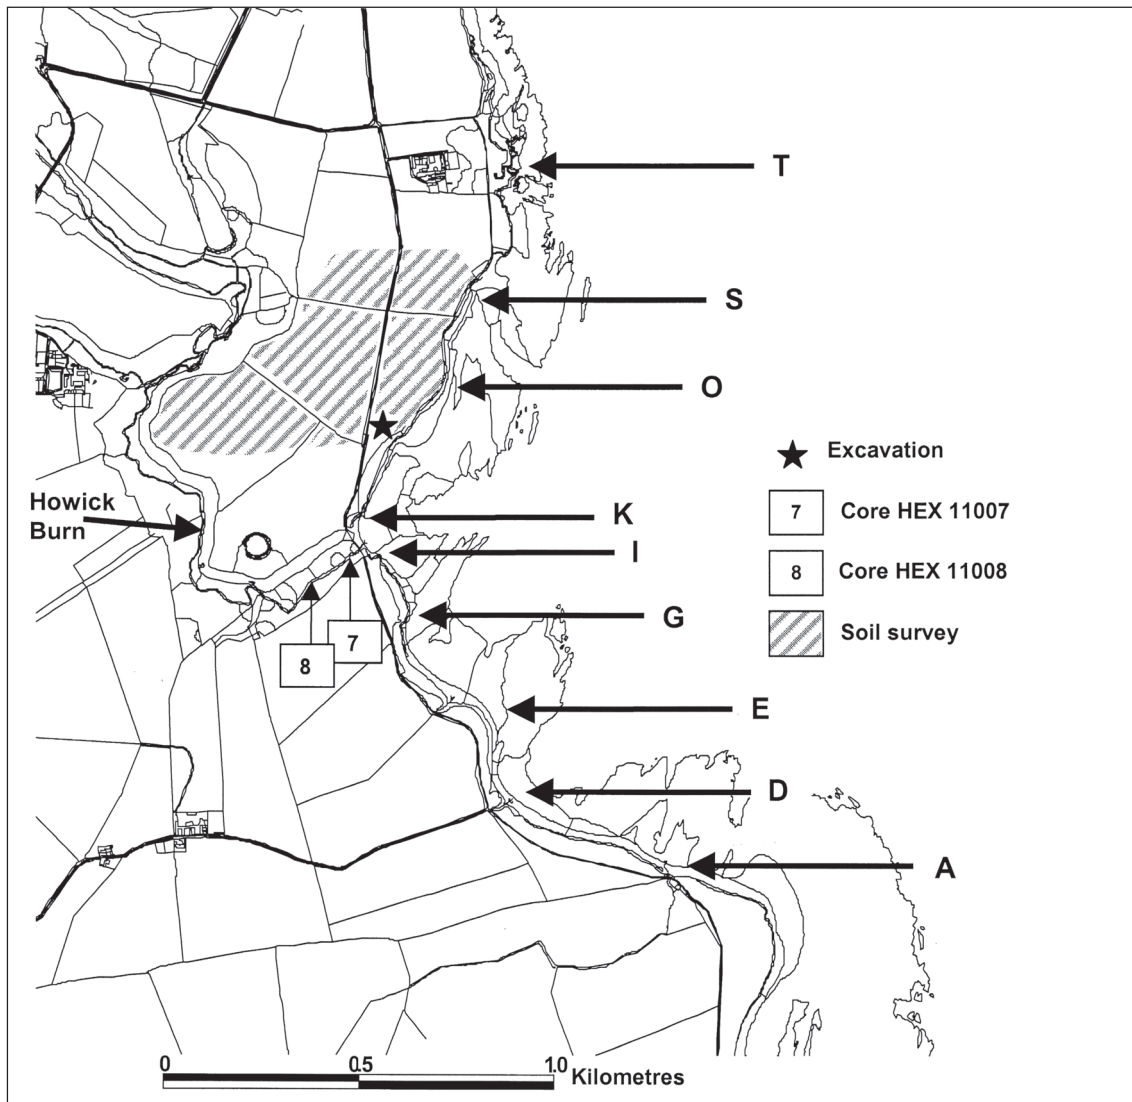 T
S
O
Excavation
Howick
Burn
7 Core HEX 11007
K
I
8 Core HEX 11008
G
Soil survey
7
8
E
D
A
0 0.5 1.0
Kilometres